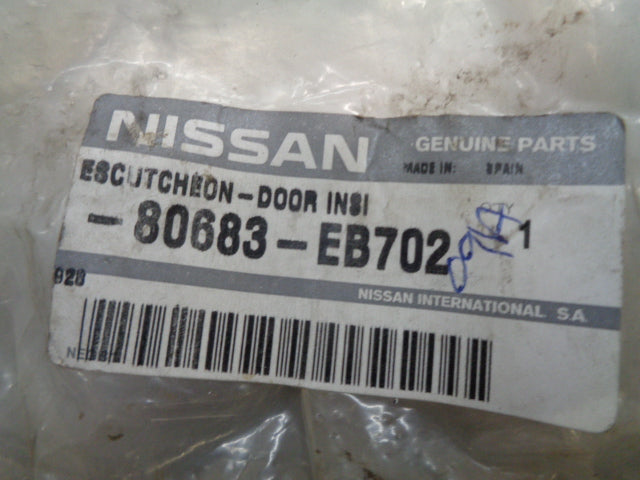 NISSAN GENUINE PARTS
MADE IN: SPAIN
ESCUTCHEON-DOOR INSI
-80683-EB702 1
928
NISSAN INTERNATIONAL S.A.